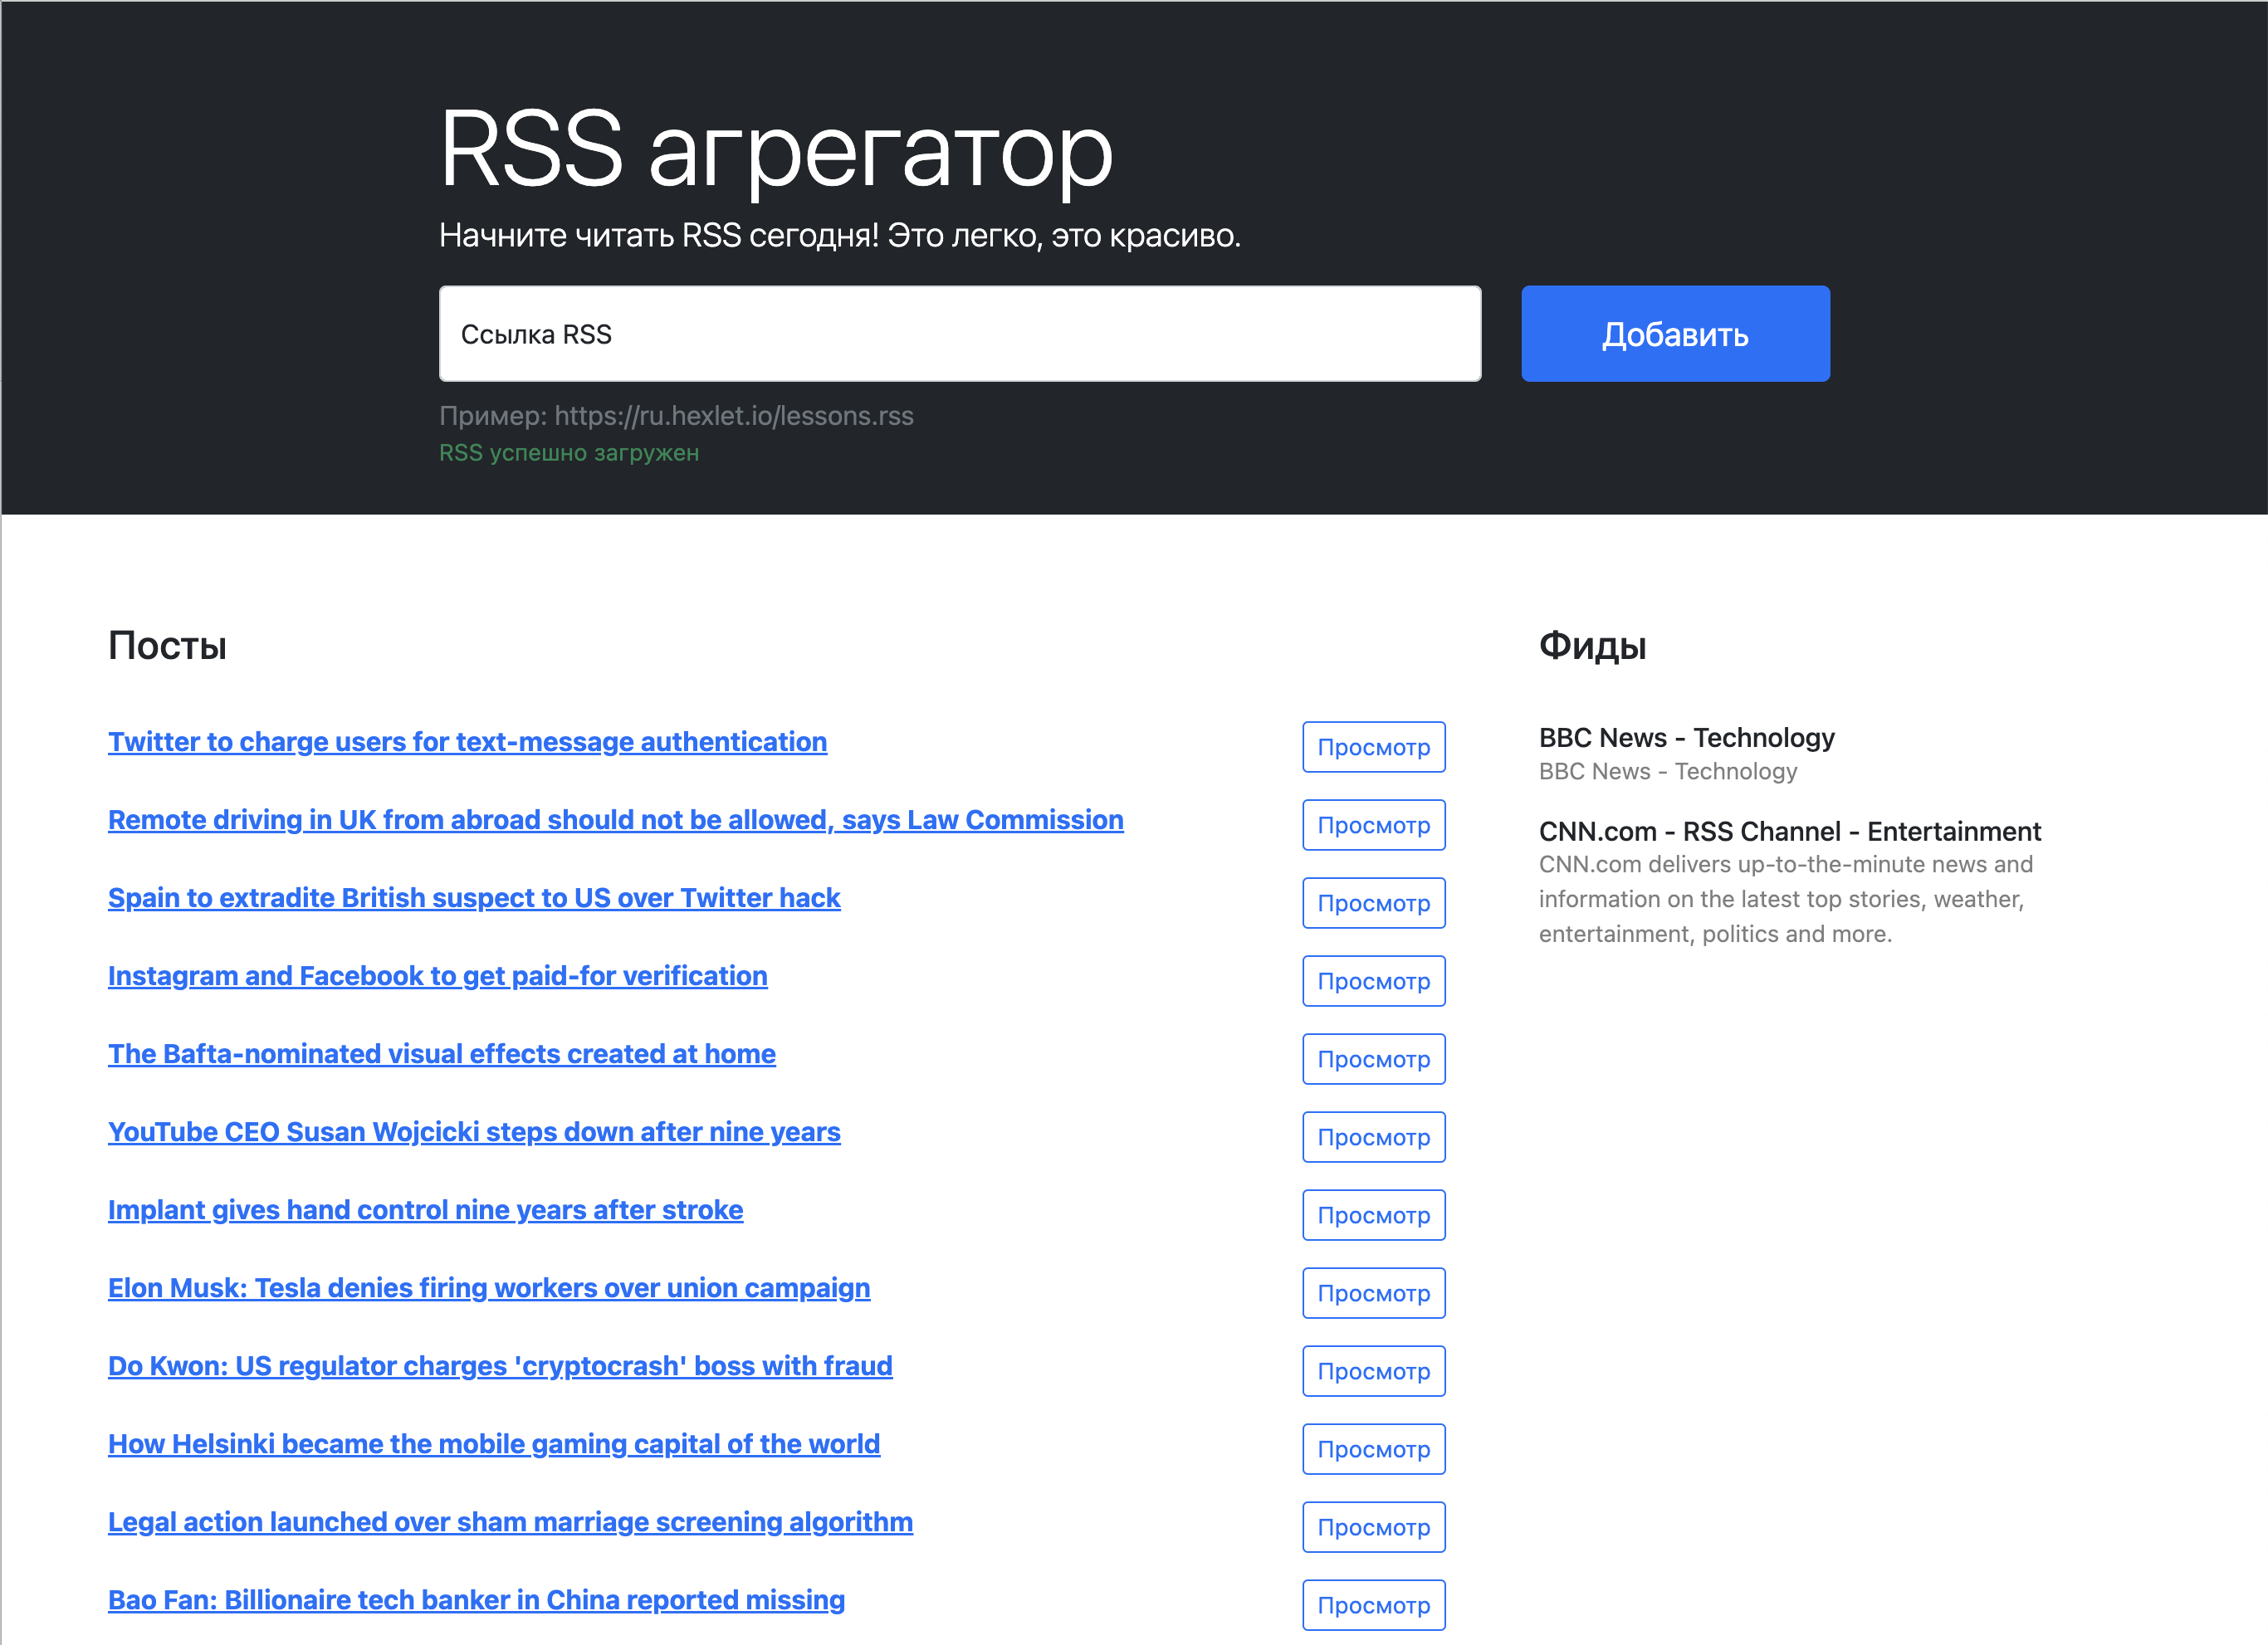 RSS агрегатор
Начните читать RSS сегодня! Это легко, это красиво.
Ссылка RSS
Добавить
Пример: https://ru.hexlet.io/lessons.rss
RSS успешно загружен
Посты
Twitter to charge users for text-message authentication
Просмотр
Remote driving in UK from abroad should not be allowed, says Law Commission
Просмотр
Spain to extradite British suspect to US over Twitter hack
Просмотр
Instagram and Facebook to get paid-for verification
Просмотр
The Bafta-nominated visual effects created at home
Просмотр
YouTube CEO Susan Wojcicki steps down after nine years
Просмотр
Implant gives hand control nine years after stroke
Просмотр
Elon Musk: Tesla denies firing workers over union campaign
Просмотр
Do Kwon: US regulator charges 'cryptocrash' boss with fraud
Просмотр
How Helsinki became the mobile gaming capital of the world
Просмотр
Legal action launched over sham marriage screening algorithm
Просмотр
Bao Fan: Billionaire tech banker in China reported missing
Просмотр
Фиды
BBC News - Technology
BBC News - Technology
CNN.com - RSS Channel - Entertainment
CNN.com delivers up-to-the-minute news and
information on the latest top stories, weather,
entertainment, politics and more.